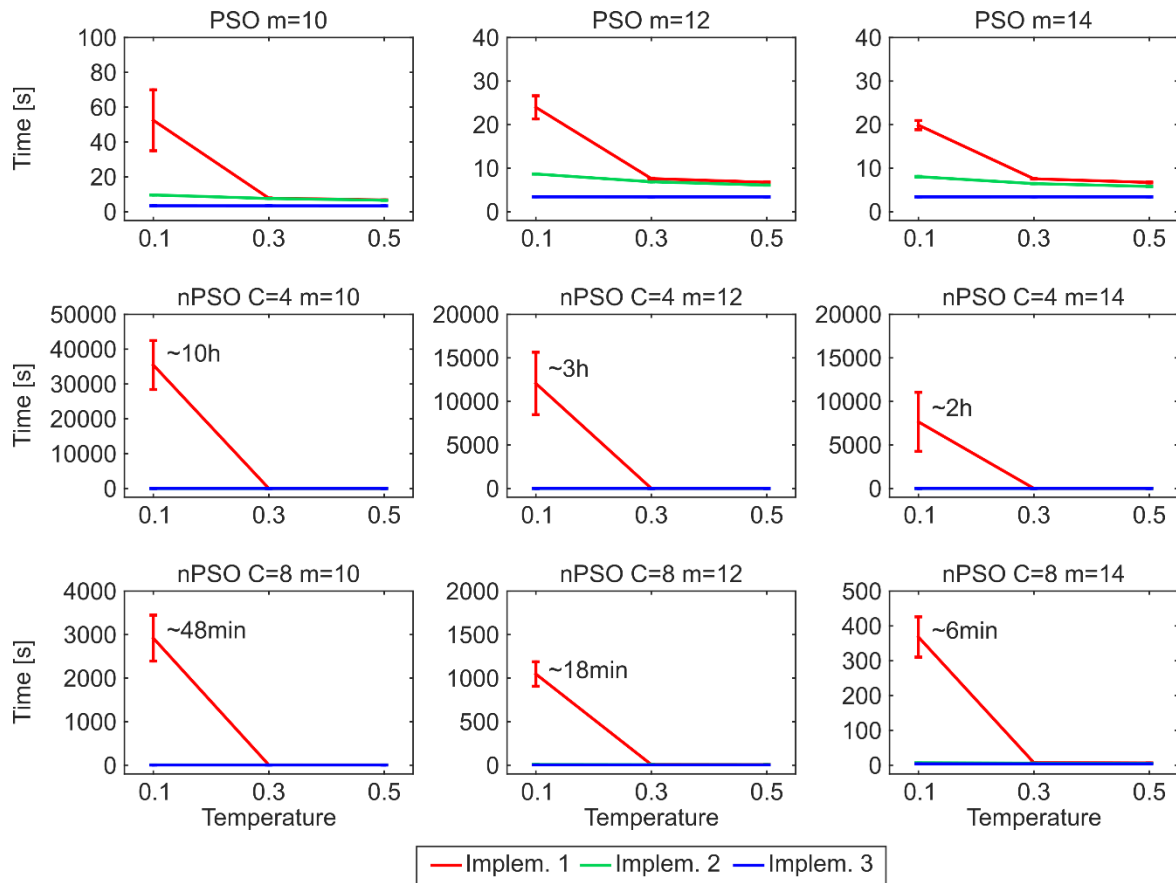 PSO m=10 PSO m=12 PSO m=14
Time [s]
100 40 40
80
60 30 30
40 20 20
20 10 10
0 0 0
0.1 0.3 0.5 0.1 0.3 0.5 0.1 0.3 0.5
nPSO C=4 m=10 nPSO C=4 m=12 nPSO C=4 m=14
Time [s]
50000 20000 20000
40000 15000 15000
~10h ~3h ~2h
30000 10000 10000
20000 5000 5000
10000
0 0 0
0.1 0.3 0.5 0.1 0.3 0.5 0.1 0.3 0.5
nPSO C=8 m=10 nPSO C=8 m=12 nPSO C=8 m=14
Time [s]
4000 2000 500
3000 1500 400
~48min ~18min ~6min
2000 1000 300
1000 500 200
100
0 0 0
0.1 0.3 0.5 0.1 0.3 0.5 0.1 0.3 0.5
Temperature Temperature Temperature
Implem. 1 Implem. 2 Implem. 3